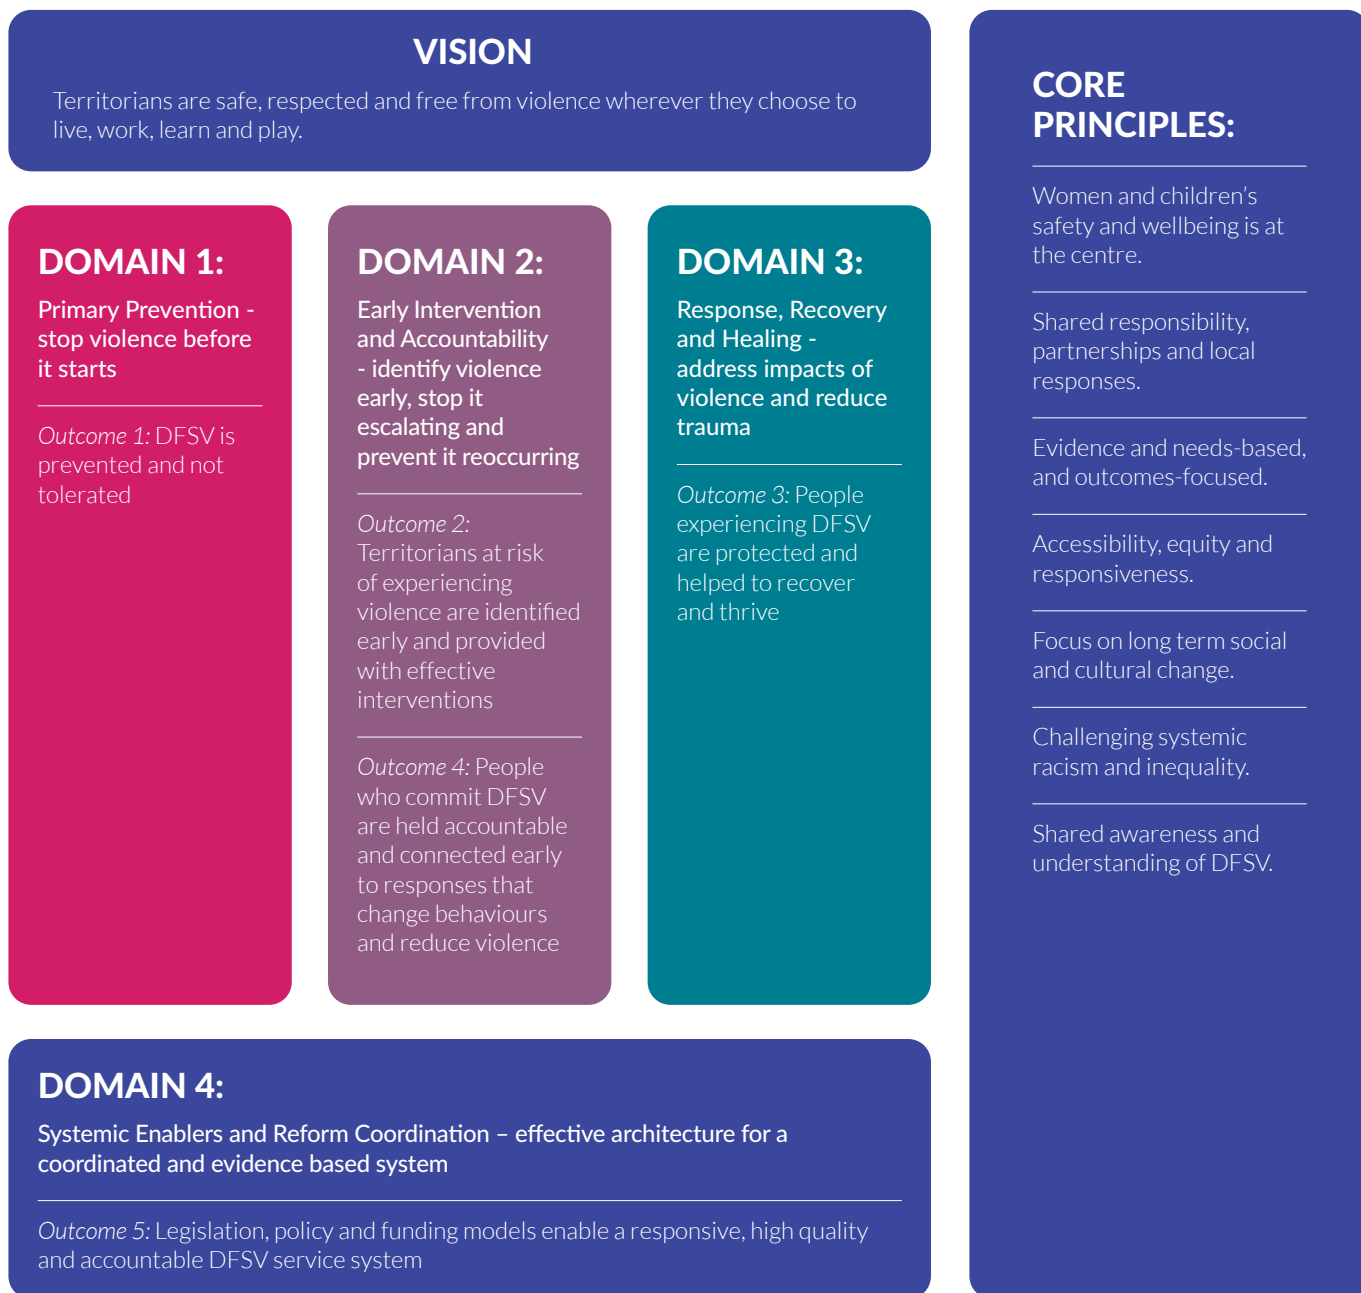 VISION
Territorians are safe, respected and free from violence wherever they choose to
live, work, learn and play.
DOMAIN 1:
Primary Prevention -
stop violence before
it starts
Outcome 1: DFSV is
prevented and not
tolerated
DOMAIN 2:
Early Intervention
and Accountability
- identify violence
early, stop it
escalating and
prevent it reoccurring
Outcome 2:
Territorians at risk
of experiencing
violence are identified
early and provided
with effective
interventions
Outcome 4: People
who commit DFSV
are held accountable
and connected early
to responses that
change behaviours
and reduce violence
DOMAIN 3:
Response, Recovery
and Healing -
address impacts of
violence and reduce
trauma
Outcome 3: People
experiencing DFSV
are protected and
helped to recover
and thrive
DOMAIN 4:
Systemic Enablers and Reform Coordination – effective architecture for a
coordinated and evidence based system
Outcome 5: Legislation, policy and funding models enable a responsive, high quality
and accountable DFSV service system
CORE
PRINCIPLES:
Women and children’s
safety and wellbeing is at
the centre.
Shared responsibility,
partnerships and local
responses.
Evidence and needs-based,
and outcomes-focused.
Accessibility, equity and
responsiveness.
Focus on long term social
and cultural change.
Challenging systemic
racism and inequality.
Shared awareness and
understanding of DFSV.